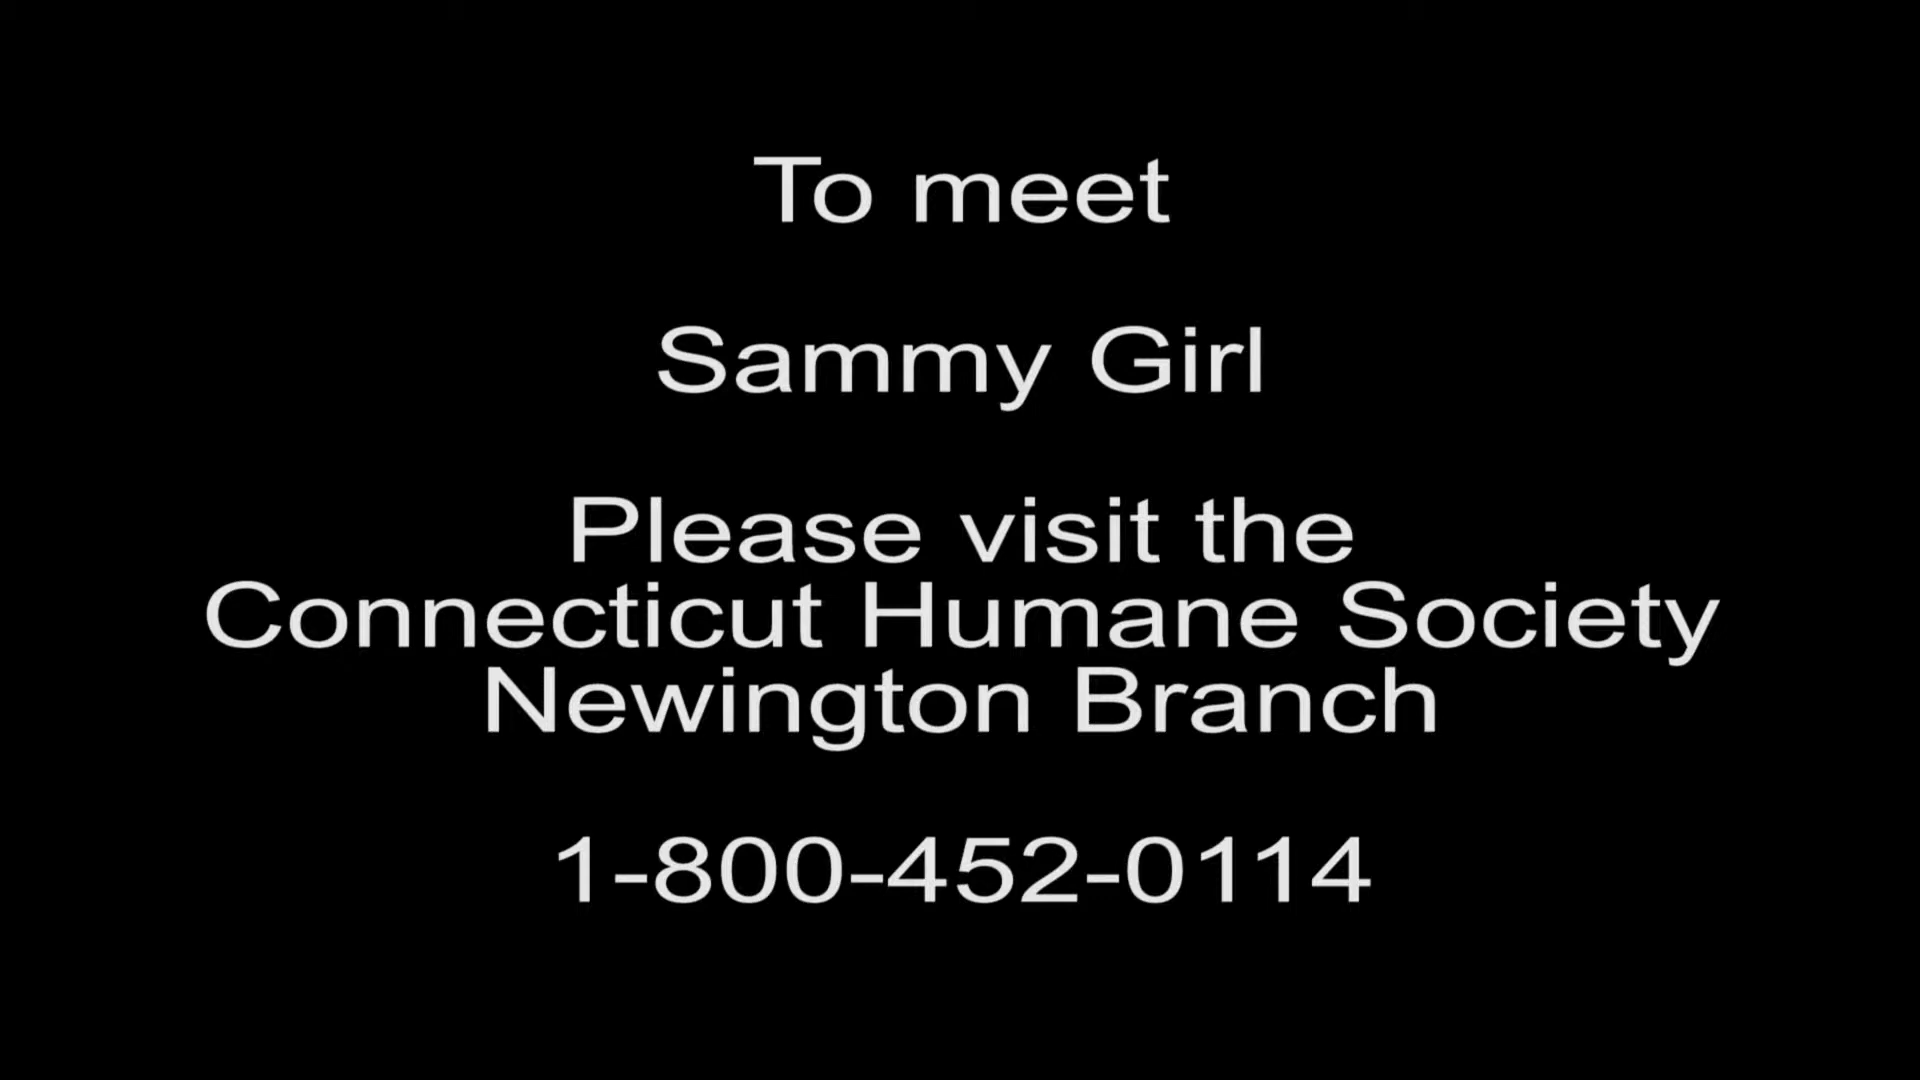 To meet
Sammy Girl
Please visit the
Connecticut Humane Society
Newington Branch
1-800-452-0114